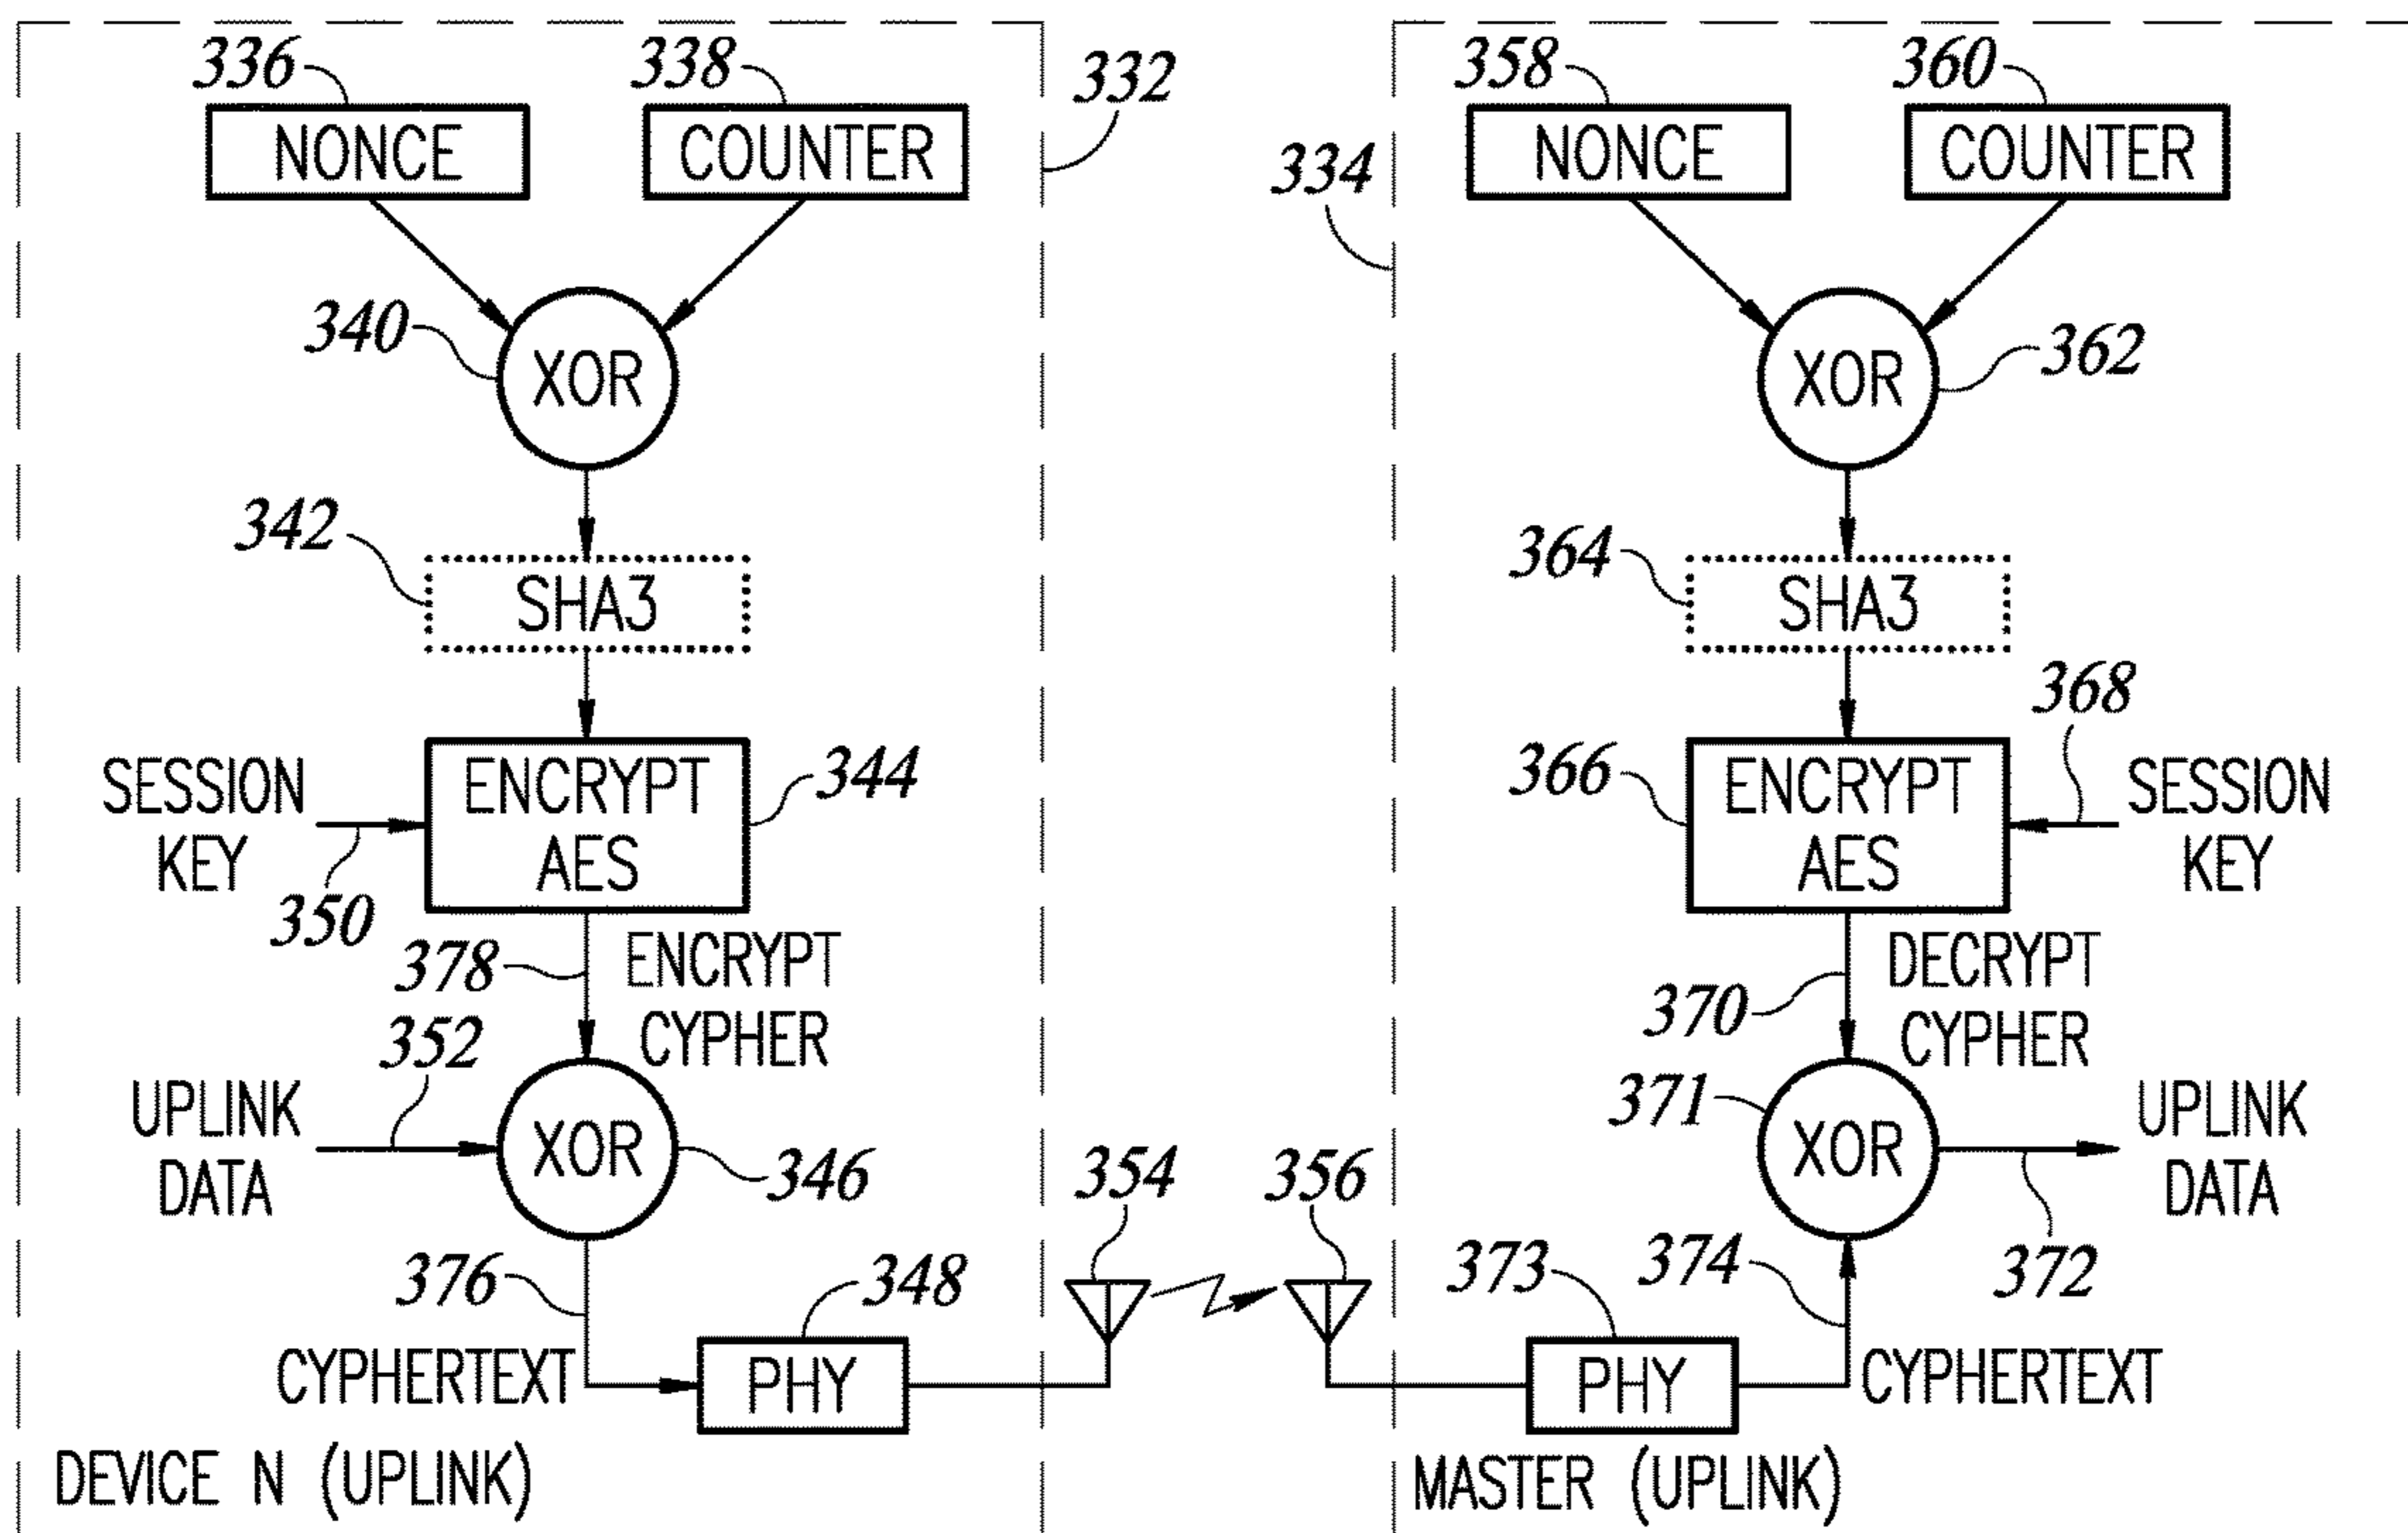 336
338
332
NONCE
COUNTER
340
XOR
342
SHA3
SESSION
KEY
350
ENCRYPT
AES
344
378
ENCRYPT
CYPHER
352
UPLINK
DATA
XOR
346
376
CYPHERTEXT
348
PHY
354
DEVICE N (UPLINK)
358
360
334
NONCE
COUNTER
XOR
362
364
SHA3
368
366
ENCRYPT
AES
SESSION
KEY
370
DECRYPT
CYPHER
371
XOR
UPLINK
DATA
372
356
373
374
PHY
CYPHERTEXT
MASTER (UPLINK)